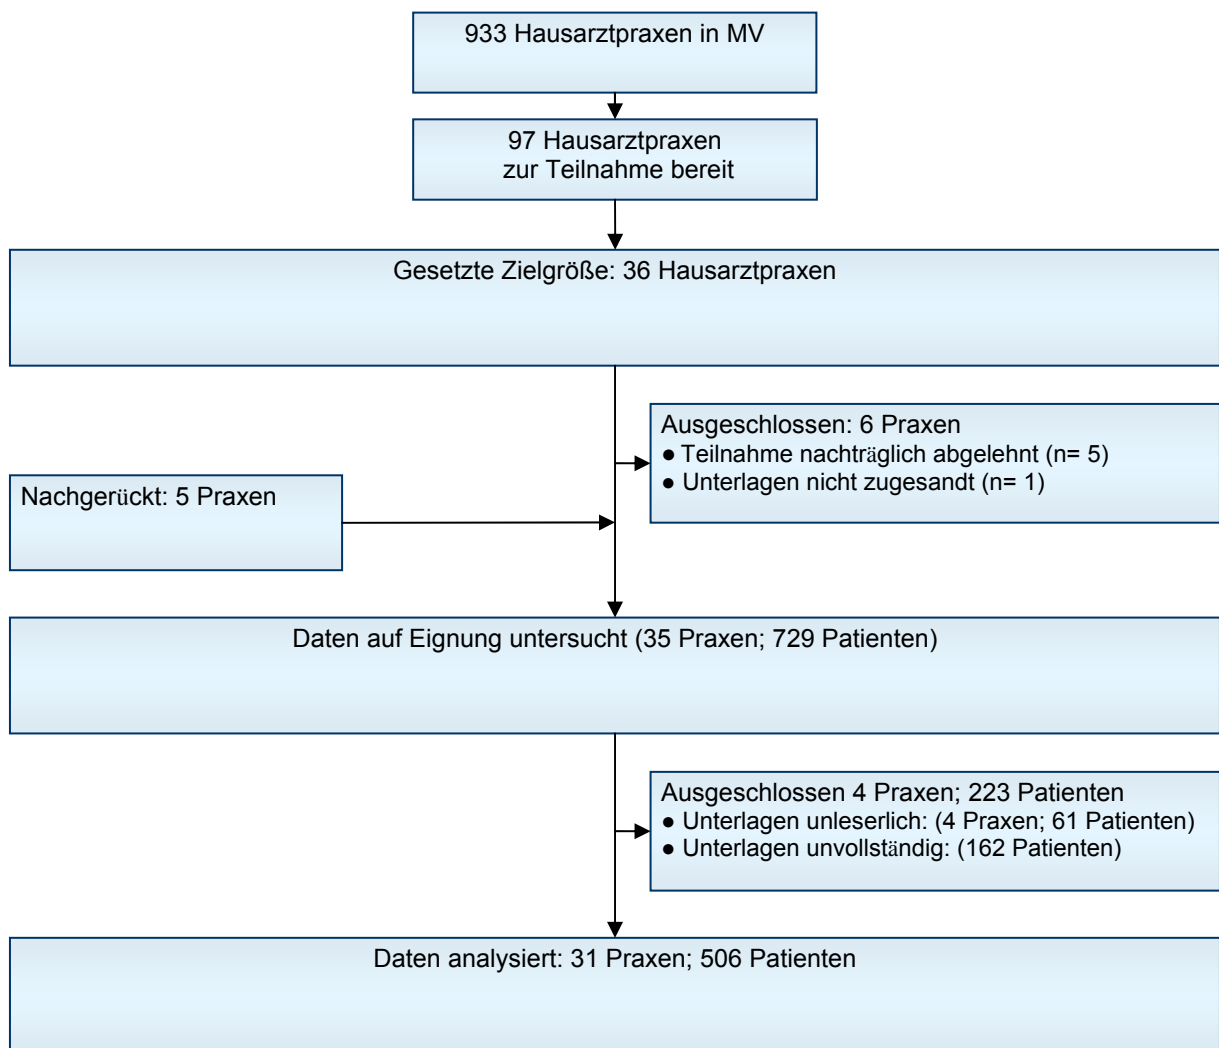 933 Hausarztpraxen in MV
97 Hausarztpraxen
zur Teilnahme bereit
Gesetzte Zielgröße: 36 Hausarztpraxen
Ausgeschlossen: 6 Praxen
● Teilnahme nachträglich abgelehnt (n= 5)
● Unterlagen nicht zugesandt (n= 1)
Nachgerückt: 5 Praxen
Daten auf Eignung untersucht (35 Praxen; 729 Patienten)
Ausgeschlossen 4 Praxen; 223 Patienten
● Unterlagen unleserlich: (4 Praxen; 61 Patienten)
● Unterlagen unvollständig: (162 Patienten)
Daten analysiert: 31 Praxen; 506 Patienten